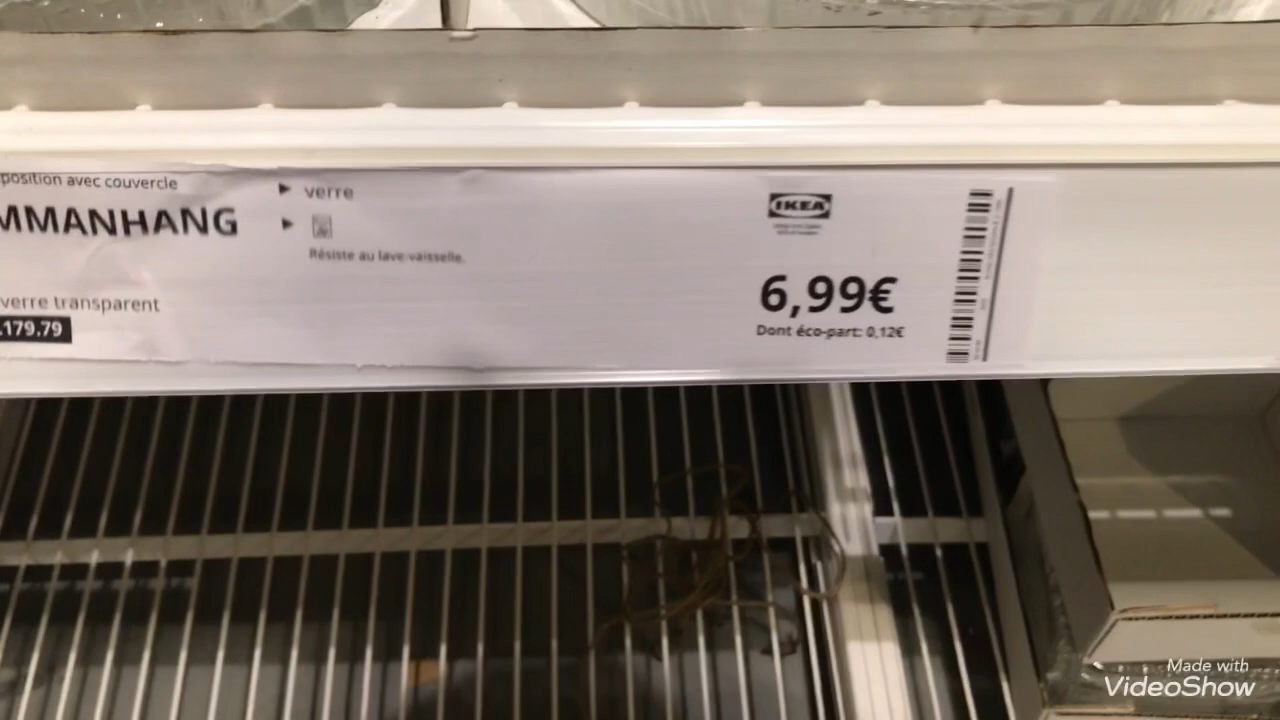 position avec couvercle
MMANHANG
verre transparent
.179.79
verre
Résiste au lave-vaisselle.
IKEA
6,99€
Dont éco-part: 0,12€
Made with
VideoShow